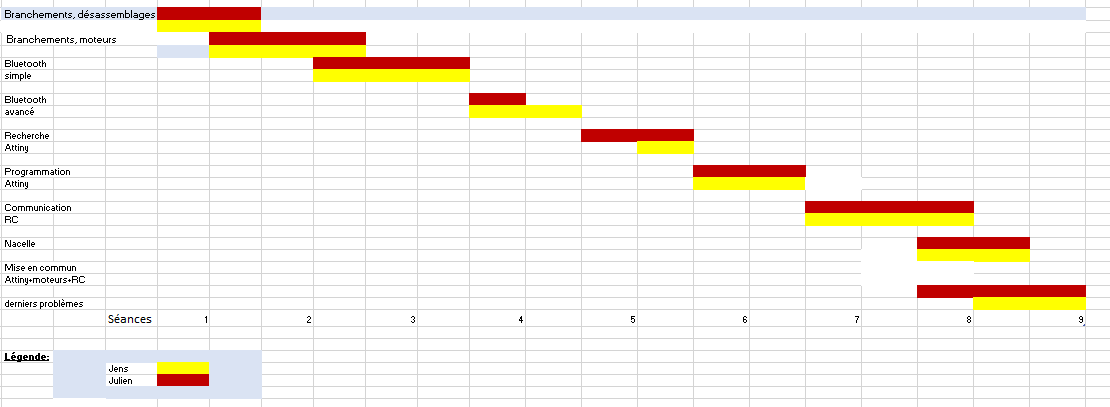 Branchements, désassemblages
Branchements, moteurs
Bluetooth
simple
Bluetooth
avancé
Recherche
Attiny
Programmation
Attiny
Communication
RC
Nacelle
Mise en commun
Attiny+moteurs+RC
derniers problèmes
Séances 1 2 3 4 5 6 7 8 9
Légende:
Jens
Julien